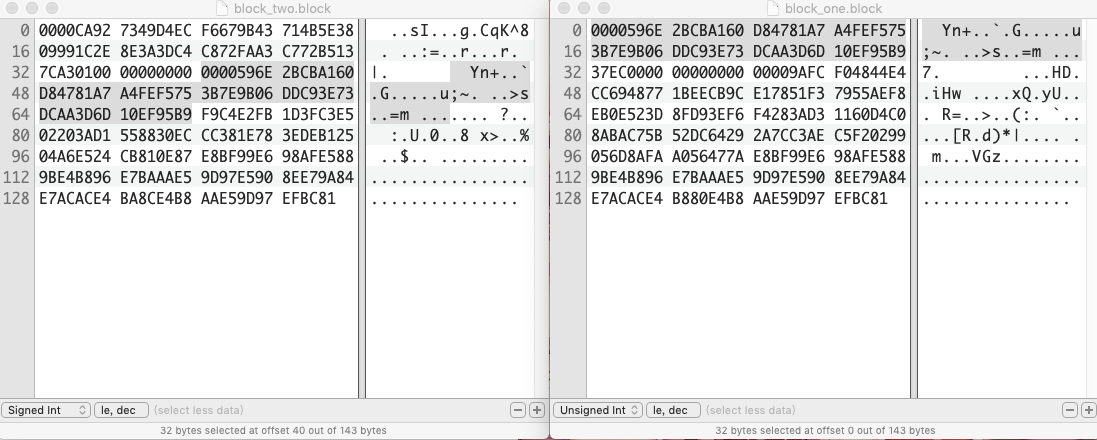 block_two.block
0 0000CA92 7349D4EC F6679B43 714B5E38 ..sI...g.CqK^8
16 09991C2E 8E3A3DC4 C872FAA3 C772B513 . ..:=..r...r.
32 7CA30100 00000000 0000596E 2BCBA160 |. Yn+..`
48 D84781A7 A4FEF575 3B7E9B06 DDC93E73 .G.....u;~. ..>s
64 DCAA3D6D 10EF95B9 F9C4E2FB 1D3FC3E5 ..=m ... .... ?..
80 02203AD1 558830EC CC381E78 3EDEB125 :.U.0..8 x>..%
96 04A6E524 CB810E87 E8BF99E6 98AFE588 ..$.. .........
112 9BE4B896 E7BAAAE5 9D97E590 8EE79A84 ................
128 E7ACACE4 BA8CE4B8 AAE59D97 EFBC81 ...............
Signed Int le, dec (select less data)
32 bytes selected at offset 40 out of 143 bytes
block_one.block
0 0000596E 2BCBA160 D84781A7 A4FEF575 Yn+..`.G.....u
16 3B7E9B06 DDC93E73 DCAA3D6D 10EF95B9 ;~. ..>s..=m ...
32 37EC0000 00000000 00009AFC F04844E4 7. ...HD.
48 CC694877 1BEECB9C E17851F3 7955AEF8 .iHw ....xQ.yU..
64 EB0E523D 8FD93EF6 F4283AD3 1160D4C0 . R=..>..(:. `..
80 8ABAC75B 52DC6429 2A7CC3AE C5F20299 ...[R.d)*|.... .
96 056D8AFA A056477A E8BF99E6 98AFE588 m...VGz........
112 9BE4B896 E7BAAAE5 9D97E590 8EE79A84 ................
128 E7ACACE4 B880E4B8 AAE59D97 EFBC81 ...............
Unsigned Int le, dec (select less data)
32 bytes selected at offset 0 out of 143 bytes